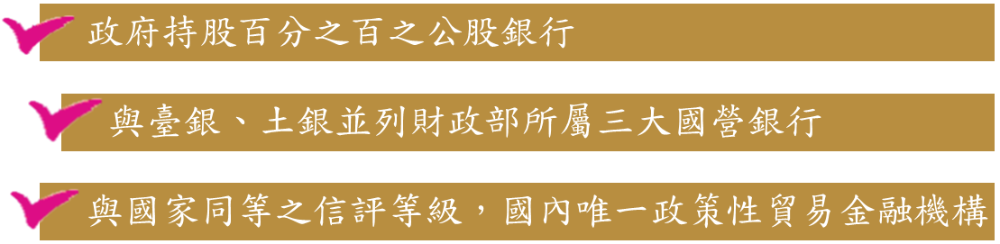 政府持股百分之百之公股銀行
與臺銀、土銀並列財政部所屬三大國營銀行
與國家同等之信評等級，國內唯一政策性貿易金融機構